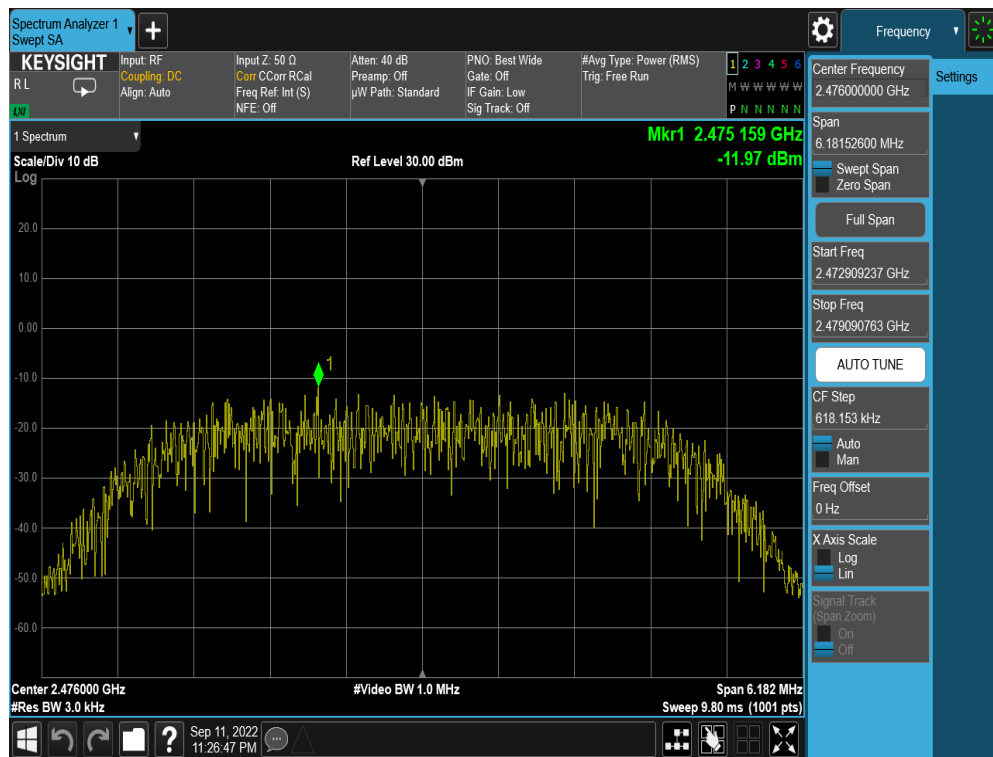 Spectrum Analyzer 1
Swept SA
Frequency
KEYSIGHT
R L
LXI
Input: RF
Coupling: DC
Align: Auto
Input Z: 50 Ω
Corr CCorr RCal
Freq Ref: Int (S)
NFE: Off
Atten: 40 dB
Preamp: Off
µW Path: Standard
PNO: Best Wide
Gate: Off
IF Gain: Low
Sig Track: Off
#Avg Type: Power (RMS)
Trig: Free Run
1 2 3 4 5 6
M W W W W W
P N N N N N
1 Spectrum
Mkr1 2.475 159 GHz
Scale/Div 10 dB
Ref Level 30.00 dBm
-11.97 dBm
Log
20.0
10.0
0.00
-10.0
-20.0
-30.0
-40.0
-50.0
-60.0
1
Center 2.476000 GHz
#Video BW 1.0 MHz
Span 6.182 MHz
#Res BW 3.0 kHz
Sweep 9.80 ms (1001 pts)
?
Sep 11, 2022
11:26:47 PM
Center Frequency
2.476000000 GHz
Settings
Span
6.18152600 MHz
Swept Span
Zero Span
Full Span
Start Freq
2.472909237 GHz
Stop Freq
2.479090763 GHz
AUTO TUNE
CF Step
618.153 kHz
Auto
Man
Freq Offset
0 Hz
X Axis Scale
Log
Lin
Signal Track
(Span Zoom)
On
Off